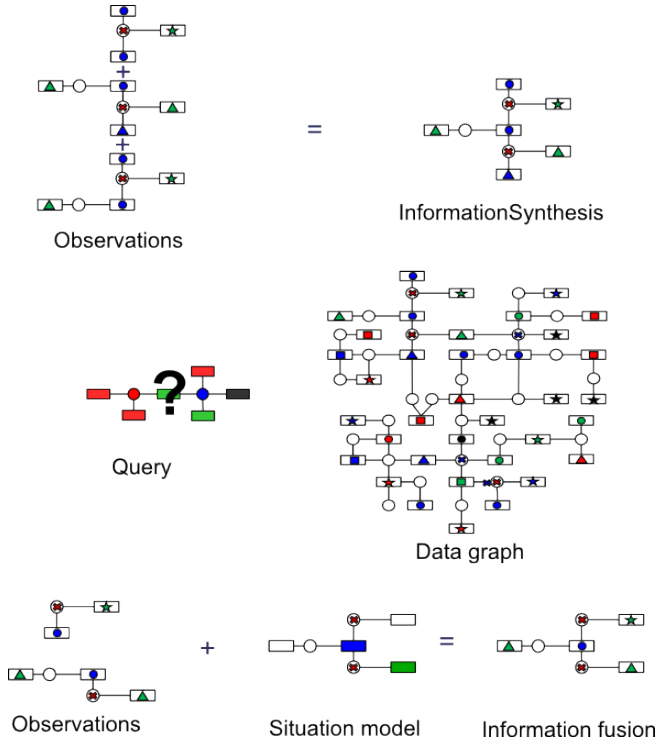 +
+
=
Observations
InformationSynthesis
?
Query
Data graph
+
=
Observations
Situation model
Information fusion